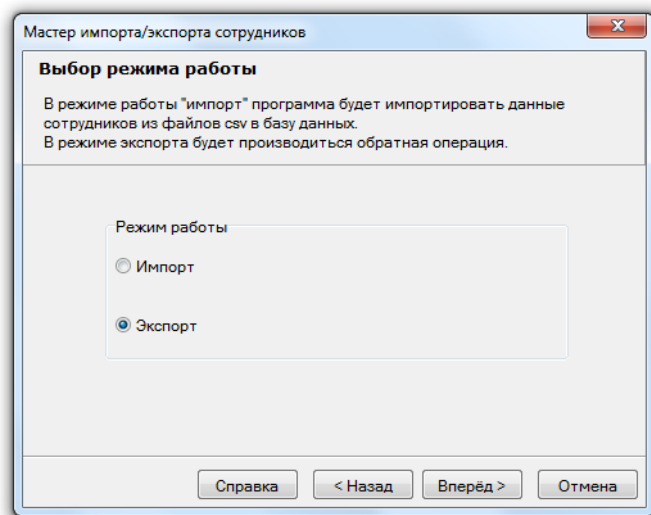 Мастер импорта/экспорта сотрудников
Выбор режима работы
В режиме работы "импорт" программа будет импортировать данные
сотрудников из файлов csv в базу данных.
В режиме экспорта будет производиться обратная операция.
Режим работы
Импорт
Экспорт
Справка
< Назад
Вперёд >
Отмена